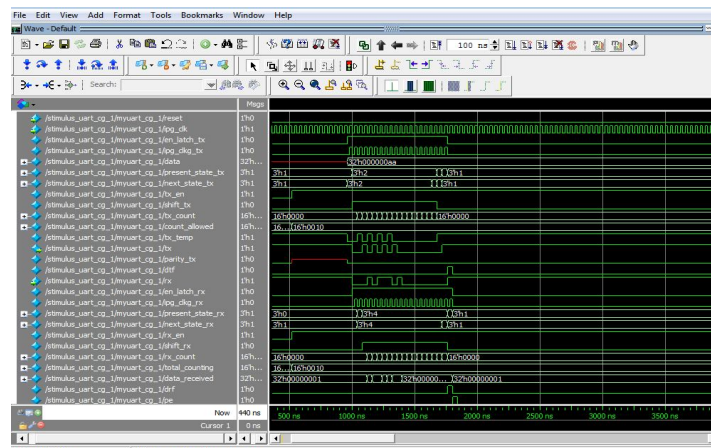 File Edit View Add Format Tools Bookmarks Window Help
Wave - Default
100 ns
Search:
Msgs
/stimulus_uart_cg_1/myuart_cg_1/reset 1'h0
/stimulus_uart_cg_1/myuart_cg_1/ipg_clk 1'h1
/stimulus_uart_cg_1/myuart_cg_1/en_latch_tx 1'h0
/stimulus_uart_cg_1/myuart_cg_1/ipg_clkg_tx 1'h0
/stimulus_uart_cg_1/myuart_cg_1/data 32'h... 32'h000000aa
/stimulus_uart_cg_1/myuart_cg_1/present_state_tx 3'h1 3'h1 3'h2 3'h1
/stimulus_uart_cg_1/myuart_cg_1/next_state_tx 3'h1 3'h1 3'h2 3'h1
/stimulus_uart_cg_1/myuart_cg_1/tx_en 1'h1
/stimulus_uart_cg_1/myuart_cg_1/shift_tx 1'h0
/stimulus_uart_cg_1/myuart_cg_1/tx_count 16'h... 16'h0000 16'h0000
/stimulus_uart_cg_1/myuart_cg_1/count_allowed 16'h... 16... 16'h0010
/stimulus_uart_cg_1/myuart_cg_1/tx_temp 1'h1
/stimulus_uart_cg_1/myuart_cg_1/tx 1'h1
/stimulus_uart_cg_1/myuart_cg_1/parity_tx 1'h0
/stimulus_uart_cg_1/myuart_cg_1/dtf 1'h0
/stimulus_uart_cg_1/myuart_cg_1/rx 1'h1
/stimulus_uart_cg_1/myuart_cg_1/en_latch_rx 1'h0
/stimulus_uart_cg_1/myuart_cg_1/ipg_clkg_rx 1'h0
/stimulus_uart_cg_1/myuart_cg_1/present_state_rx 3'h1 3'h0 3'h4 3'h1
/stimulus_uart_cg_1/myuart_cg_1/next_state_rx 3'h1 3'h1 3'h4 3'h1
/stimulus_uart_cg_1/myuart_cg_1/rx_en 1'h1
/stimulus_uart_cg_1/myuart_cg_1/shift_rx 1'h0
/stimulus_uart_cg_1/myuart_cg_1/rx_count 16'h... 16'h0000 16'h0000
/stimulus_uart_cg_1/myuart_cg_1/total_counting 16'h... 16... 16'h0010
/stimulus_uart_cg_1/myuart_cg_1/data_received 32'h... 32'h00000001 32'h00000... 32'h00000001
/stimulus_uart_cg_1/myuart_cg_1/drf 1'h0
/stimulus_uart_cg_1/myuart_cg_1/pe 1'h0
Now 440 ns 500 ns 1000 ns 1500 ns 2000 ns 2500 ns 3000 ns 3500 ns
Cursor 1 0 ns